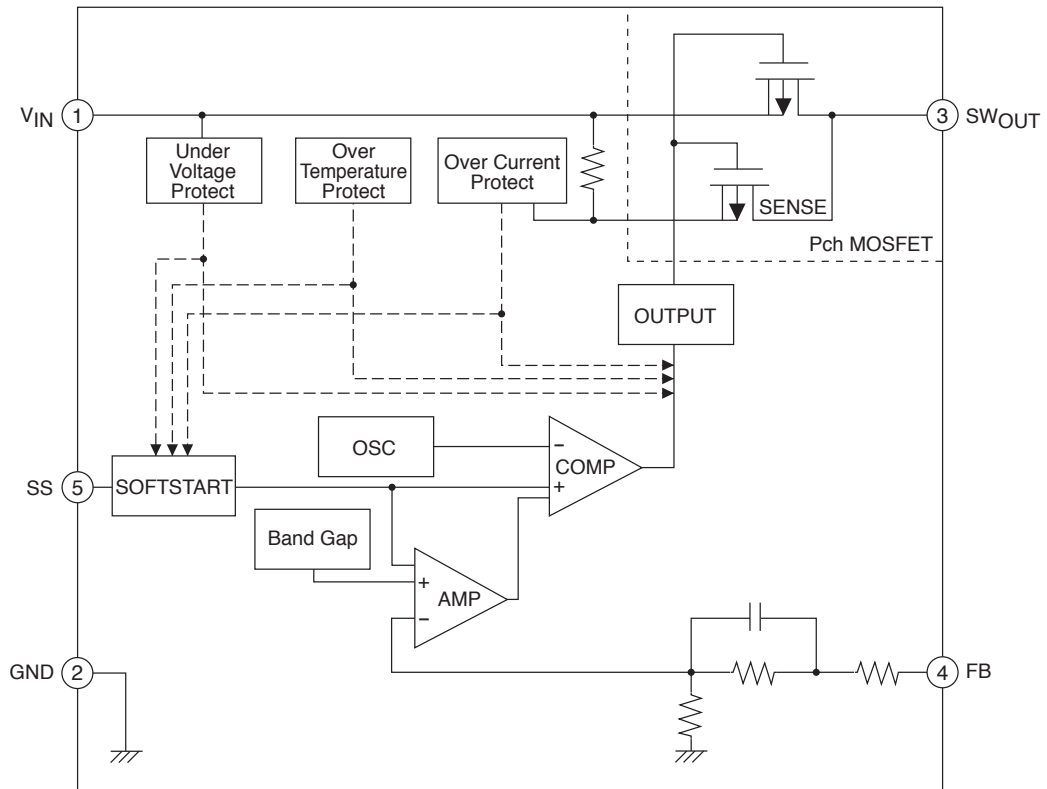 VIN
1
Under
Voltage
Protect
Over
Temperature
Protect
Over Current
Protect
3
SWOUT
SENSE
Pch MOSFET
OUTPUT
OSC
−
COMP
+
SS
5
SOFTSTART
Band Gap
+
AMP
−
GND
2
4
FB